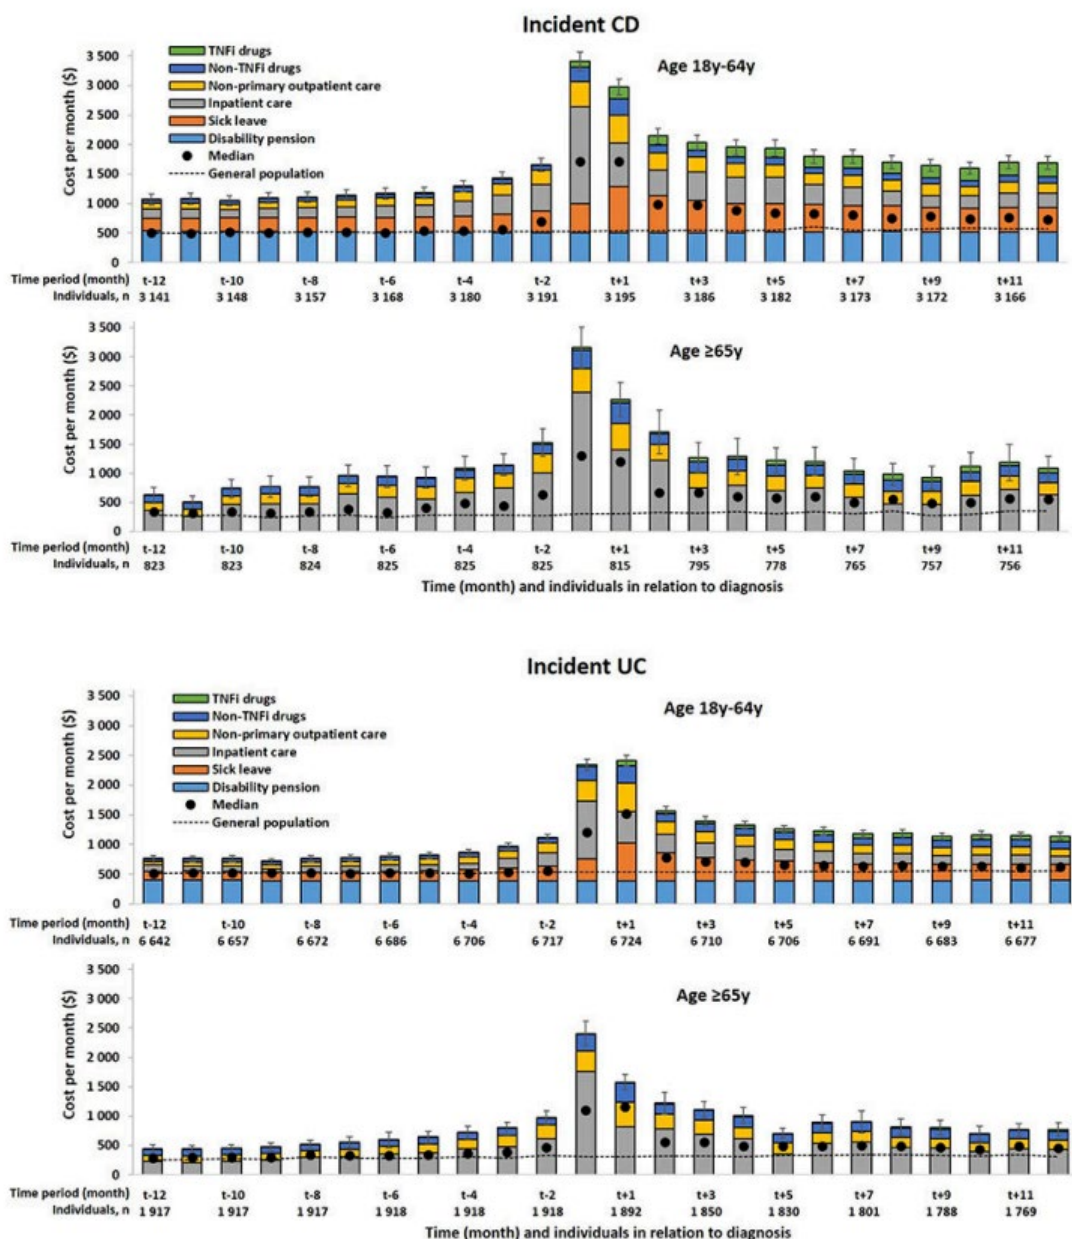 Incident CD
Cost per month ($)
3 500
3 000
2 500
2 000
1 500
1 000
500
0
TNFi drugs
Non-TNFi drugs
Non-primary outpatient care
Inpatient care
Sick leave
Disability pension
Median
General population
Age 18y-64y
Time period (month) t-12 t-10 t-8 t-6 t-4 t-2 t+1 t+3 t+5 t+7 t+9 t+11
Individuals, n 3 141 3 148 3 157 3 168 3 180 3 191 3 195 3 186 3 182 3 173 3 172 3 166
Cost per month ($)
3 500
3 000
2 500
2 000
1 500
1 000
500
0
Age ≥65y
Time period (month) t-12 t-10 t-8 t-6 t-4 t-2 t+1 t+3 t+5 t+7 t+9 t+11
Individuals, n 823 823 824 825 825 825 815 795 778 765 757 756
Time (month) and individuals in relation to diagnosis
Incident UC
Cost per month ($)
3 500
3 000
2 500
2 000
1 500
1 000
500
0
TNFi drugs
Non-TNFi drugs
Non-primary outpatient care
Inpatient care
Sick leave
Disability pension
Median
General population
Age 18y-64y
Time period (month) t-12 t-10 t-8 t-6 t-4 t-2 t+1 t+3 t+5 t+7 t+9 t+11
Individuals, n 6 642 6 657 6 672 6 686 6 706 6 717 6 724 6 710 6 706 6 691 6 683 6 677
Cost per month ($)
3 500
3 000
2 500
2 000
1 500
1 000
500
0
Age ≥65y
Time period (month) t-12 t-10 t-8 t-6 t-4 t-2 t+1 t+3 t+5 t+7 t+9 t+11
Individuals, n 1 917 1 917 1 917 1 918 1 918 1 918 1 892 1 850 1 830 1 801 1 788 1 769
Time (month) and individuals in relation to diagnosis